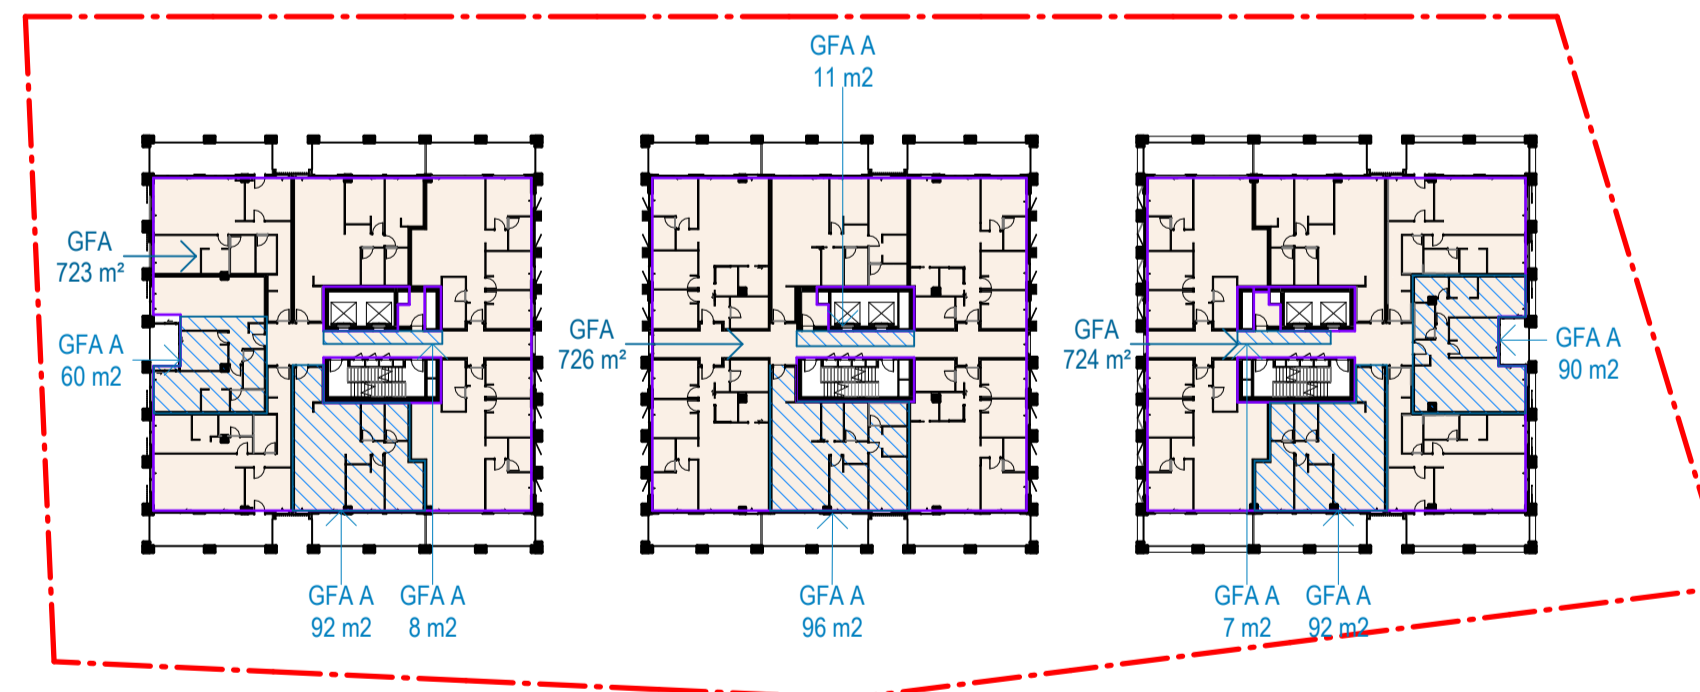 GFA A
11 m2
GFA
723 m²
GFA A
60 m2
GFA
726 m²
GFA
724 m²
GFA A
90 m2
GFA A
92 m2
GFA A
8 m2
GFA A
96 m2
GFA A
7 m2
GFA A
92 m2